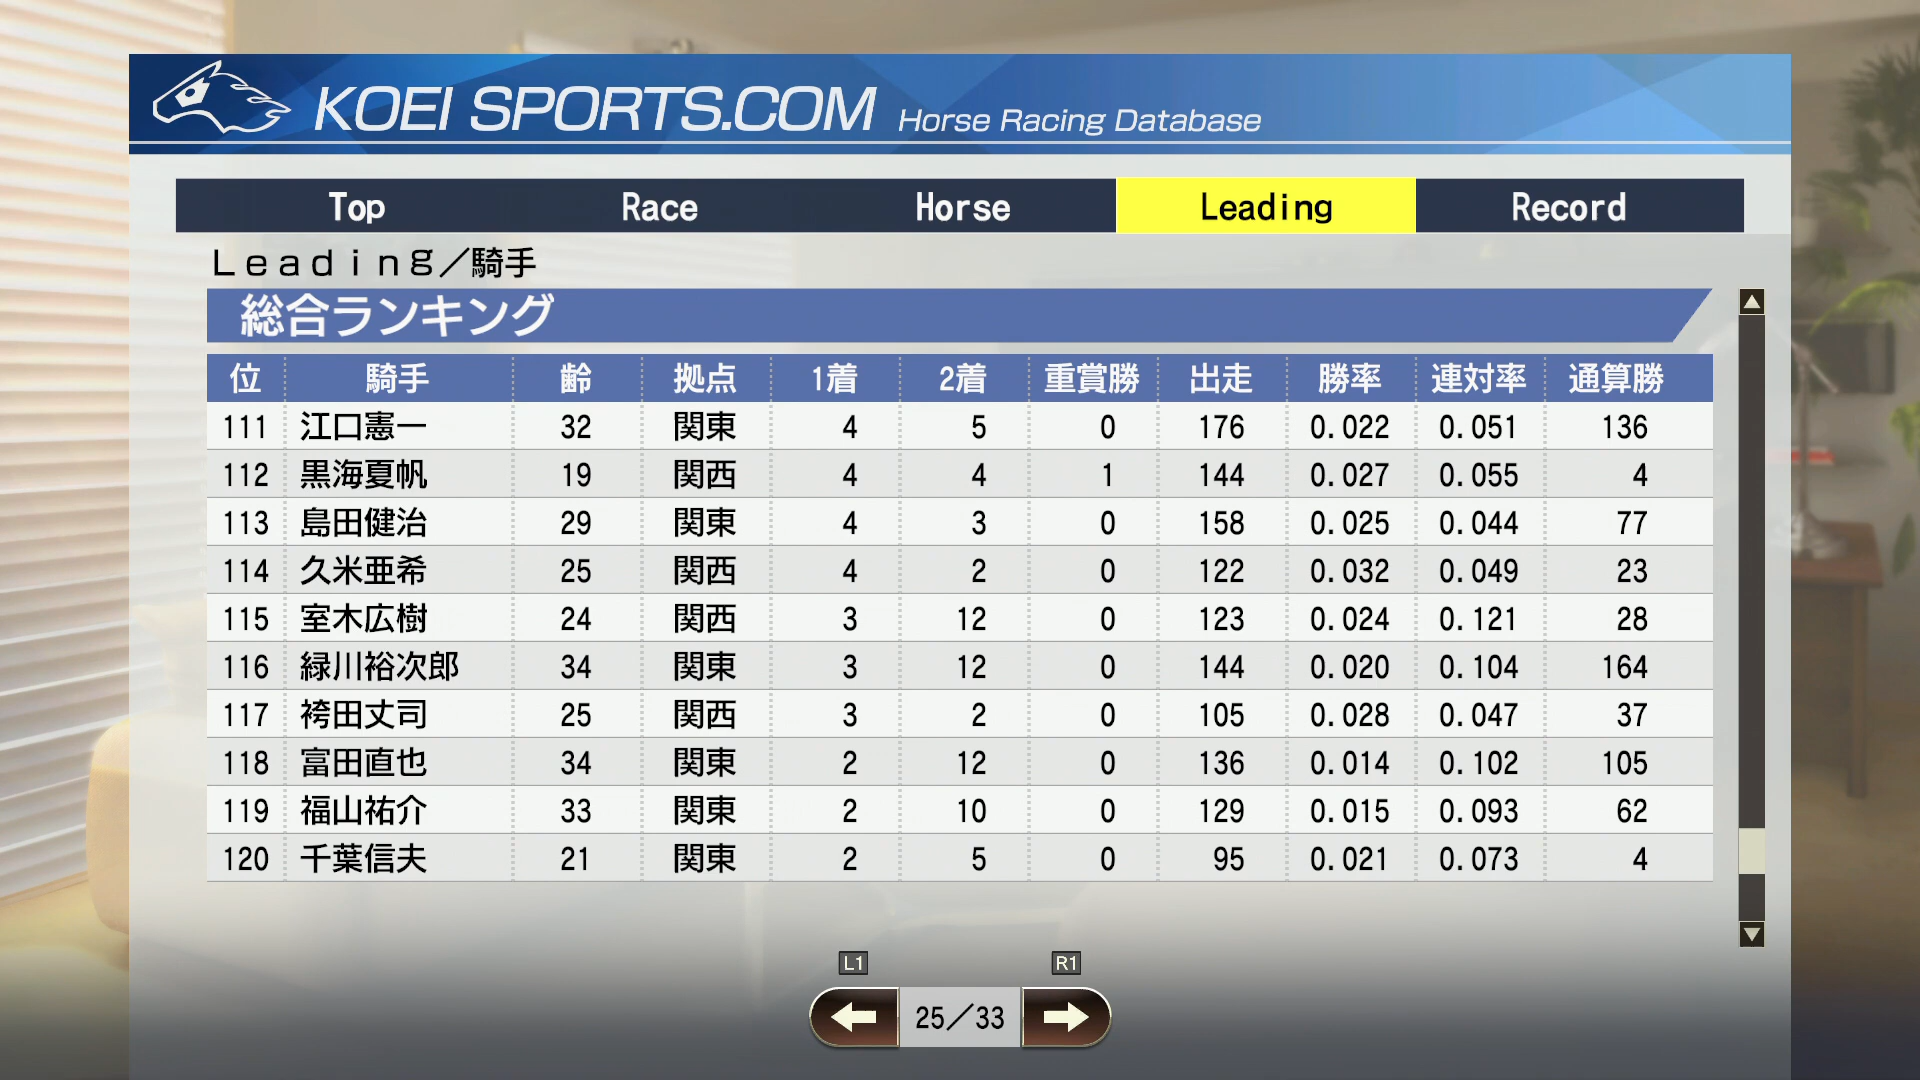 KOEI SPORTS.COM Horse Racing Database
Top Race Horse Leading Record
Leading／騎手
総合ランキング
位 騎手 齢 拠点 1着 2着 重賞勝 出走 勝率 連対率 通算勝
111 江口憲一 32 関東 4 5 0 176 0.022 0.051 136
112 黒海夏帆 19 関西 4 4 1 144 0.027 0.055 4
113 島田健治 29 関東 4 3 0 158 0.025 0.044 77
114 久米亜希 25 関西 4 2 0 122 0.032 0.049 23
115 室木広樹 24 関西 3 12 0 123 0.024 0.121 28
116 緑川裕次郎 34 関東 3 12 0 144 0.020 0.104 164
117 袴田丈司 25 関西 3 2 0 105 0.028 0.047 37
118 富田直也 34 関東 2 12 0 136 0.014 0.102 105
119 福山祐介 33 関東 2 10 0 129 0.015 0.093 62
120 千葉信夫 21 関東 2 5 0 95 0.021 0.073 4
L1 R1
25／33